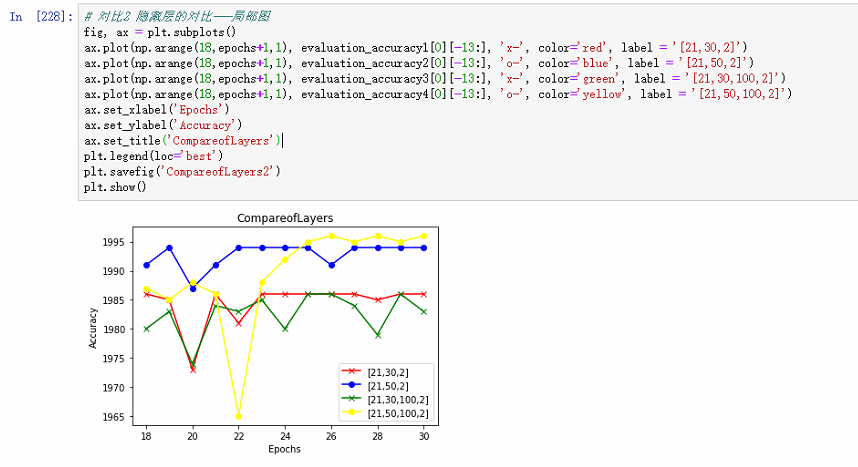 In [228]: # 对比2 隐藏层的对比——局部图
fig, ax = plt.subplots()
ax.plot(np.arange(18,epochs+1,1), evaluation_accuracy1[0][-13:], 'x-', color='red', label = '[21,30,2]')
ax.plot(np.arange(18,epochs+1,1), evaluation_accuracy2[0][-13:], 'o-', color='blue', label = '[21,50,2]')
ax.plot(np.arange(18,epochs+1,1), evaluation_accuracy3[0][-13:], 'x-', color='green', label = '[21,30,100,2]')
ax.plot(np.arange(18,epochs+1,1), evaluation_accuracy4[0][-13:], 'o-', color='yellow', label = '[21,50,100,2]')
ax.set_xlabel('Epochs')
ax.set_ylabel('Accuracy')
ax.set_title('CompareofLayers')
plt.legend(loc='best')
plt.savefig('CompareofLayers2')
plt.show()
CompareofLayers
1995
1990
1985
1980
1975
1970
1965
Accuracy
[21,30,2]
[21,50,2]
[21,30,100,2]
[21,50,100,2]
18 20 22 24 26 28 30
Epochs